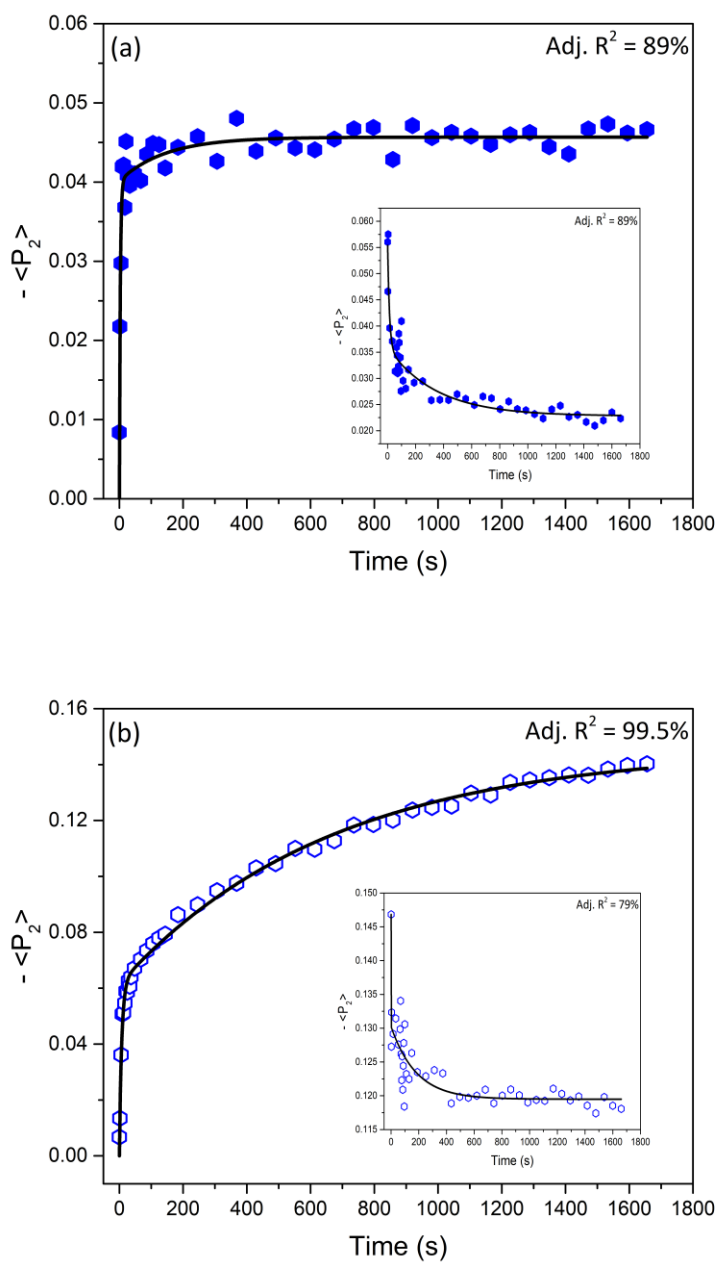 (a)
Adj. R² = 89%
0.06
0.05
0.04
0.03
0.02
0.01
0.00
- <P₂>
0 200 400 600 800 1000 1200 1400 1600 1800
Time (s)
Adj. R² = 89%
0.060
0.055
0.050
0.045
0.040
0.035
0.030
0.025
0.020
- <P₂>
0 200 400 600 800 1000 1200 1400 1600 1800
Time (s)
(b)
Adj. R² = 99.5%
0.16
0.12
0.08
0.04
0.00
- <P₂>
0 200 400 600 800 1000 1200 1400 1600 1800
Time (s)
Adj. R² = 79%
0.150
0.145
0.140
0.135
0.130
0.125
0.120
0.115
- <P₂>
0 200 400 600 800 1000 1200 1400 1600 1800
Time (s)